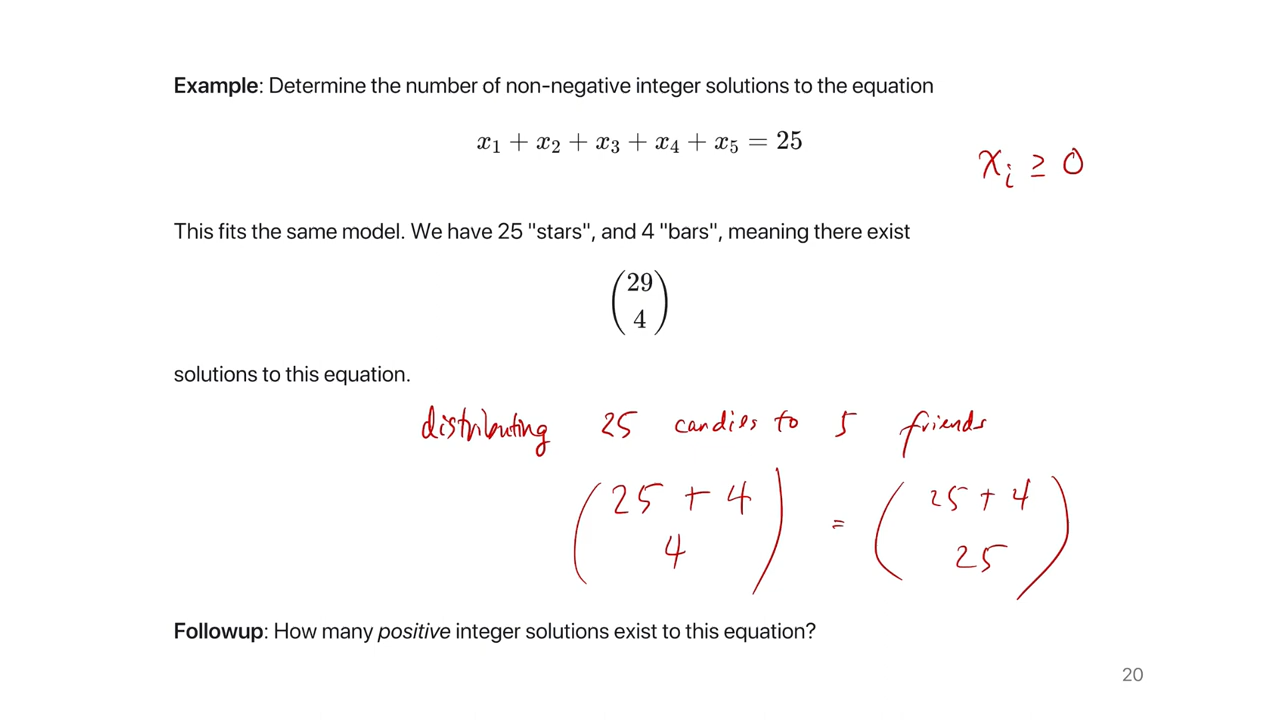 Example: Determine the number of non-negative integer solutions to the equation
x₁ + x₂ + x₃ + x₄ + x₅ = 25
xᵢ ≥ 0
This fits the same model. We have 25 "stars", and 4 "bars", meaning there exist
(29
4)
solutions to this equation.
distributing 25 candies to 5 friends
(25 + 4
4) = (25 + 4
25)
Followup: How many positive integer solutions exist to this equation?
20